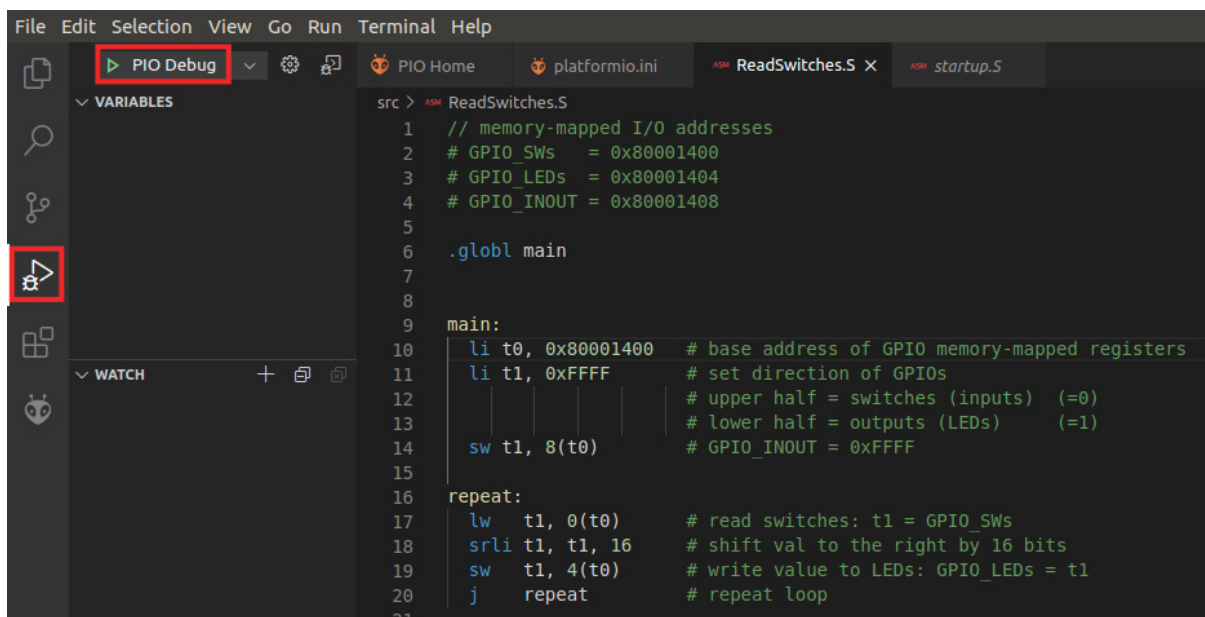 File Edit Selection View Go Run Terminal Help
PIO Debug
PIO Home platformio.ini ASM ReadSwitches.S × ASM startup.S
VARIABLES
src > ASM ReadSwitches.S
1 // memory-mapped I/O addresses
2 # GPIO_SWs   = 0x80001400
3 # GPIO_LEDs  = 0x80001404
4 # GPIO_INOUT = 0x80001408
5
6 .globl main
7
8
9 main:
10   li t0, 0x80001400   # base address of GPIO memory-mapped registers
WATCH
11   li t1, 0xFFFF       # set direction of GPIOs
12                       # upper half = switches (inputs)  (=0)
13                       # lower half = outputs (LEDs)     (=1)
14   sw t1, 8(t0)        # GPIO_INOUT = 0xFFFF
15
16 repeat:
17   lw   t1, 0(t0)      # read switches: t1 = GPIO_SWs
18   srli t1, t1, 16     # shift val to the right by 16 bits
19   sw   t1, 4(t0)      # write value to LEDs: GPIO_LEDs = t1
20   j    repeat         # repeat loop